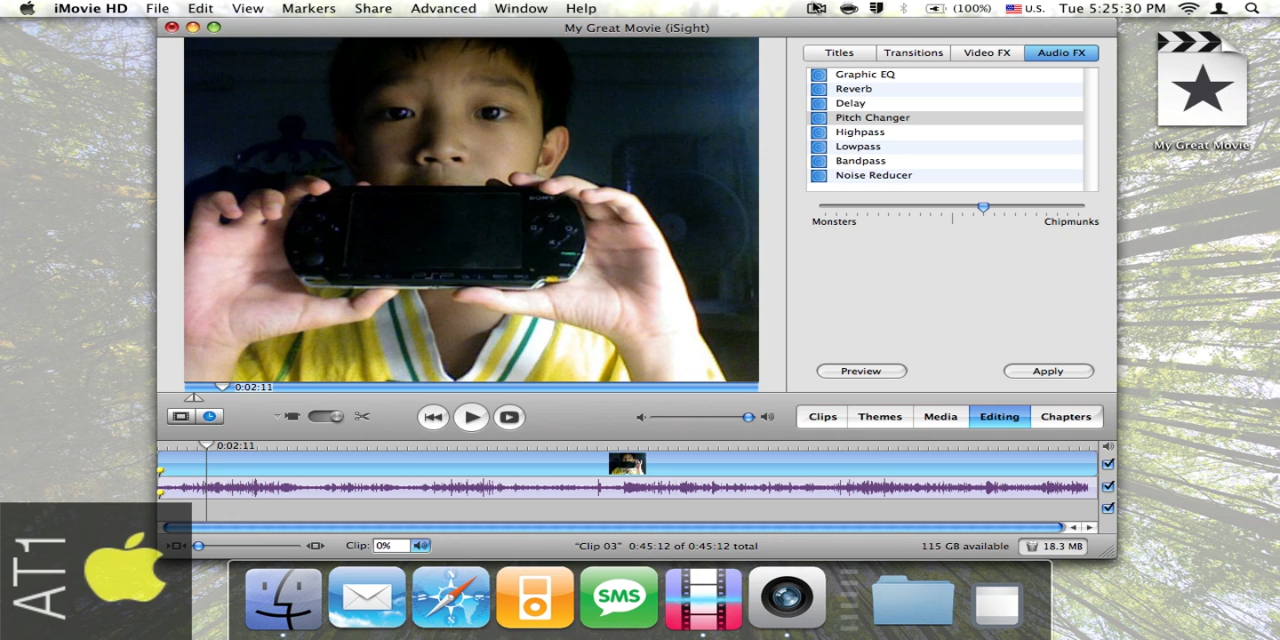 iMovie HD File Edit View Markers Share Advanced Window Help (100%) U.S. Tue 5:25:30 PM
My Great Movie (iSight)
Titles Transitions Video FX Audio FX
Graphic EQ
Reverb
Delay
Pitch Changer
Highpass
Lowpass
Bandpass
Noise Reducer
Monsters Chipmunks
My Great Movie
SONY
Preview Apply
0:02:11
Clips Themes Media Editing Chapters
0:02:11
Clip: 0% "Clip 03" 0:45:12 of 0:45:12 total 115 GB available 18.3 MB
AT1
SMS